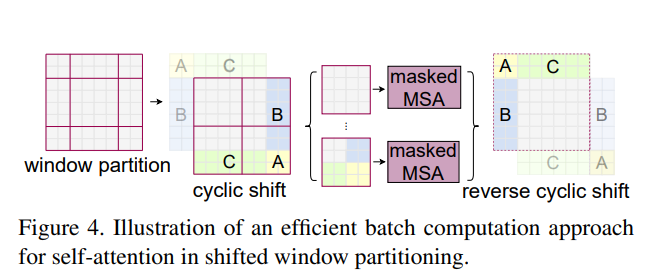 A C
B B
C A
window partition
cyclic shift
masked
MSA
masked
MSA
A C
B B
C A
reverse cyclic shift
Figure 4. Illustration of an efficient batch computation approach
for self-attention in shifted window partitioning.